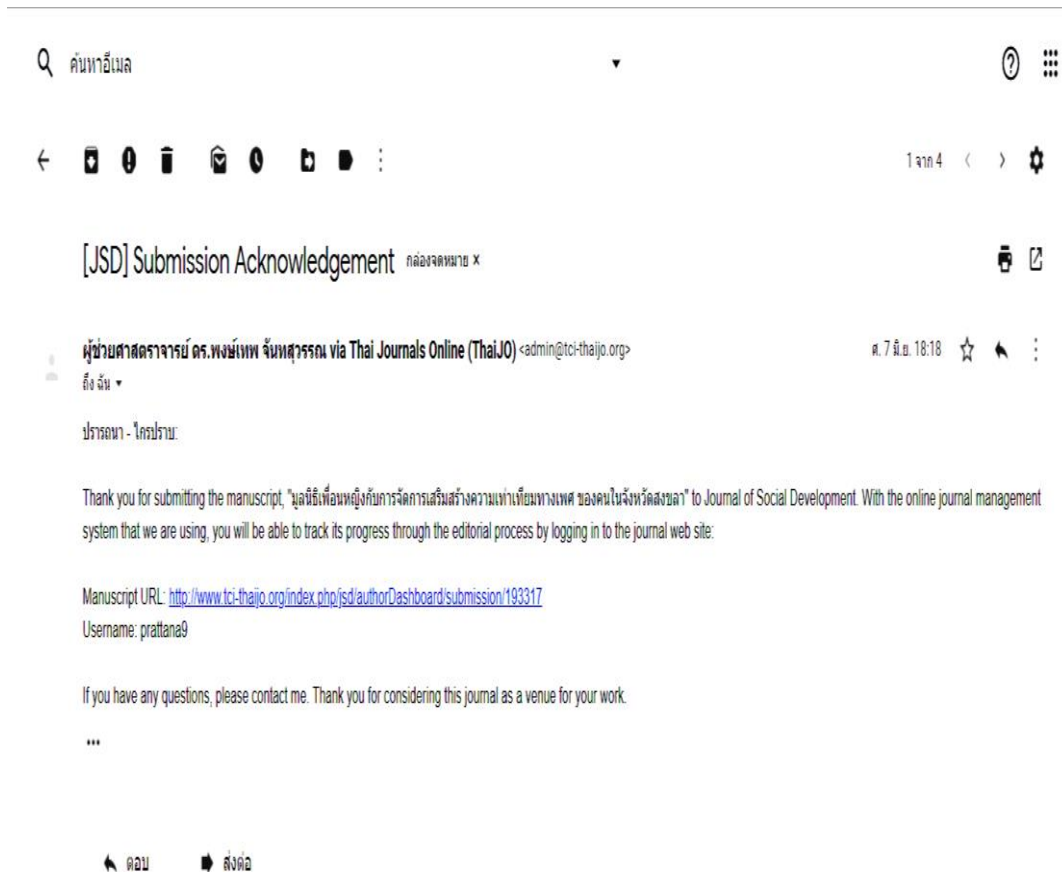 ค้นหาอีเมล
1 จาก 4
[JSD] Submission Acknowledgement กล่องจดหมาย x
ผู้ช่วยศาสตราจารย์ ดร.พงษ์เทพ จันทสุวรรณ via Thai Journals Online (ThaiJO) <admin@tci-thaijo.org>
ศ. 7 มิ.ย. 18:18
ถึง ฉัน
ปรารถนา - ไกรปราบ:
Thank you for submitting the manuscript, "มูลนิธิเพื่อนหญิงกับการจัดการเสริมสร้างความเท่าเทียมทางเพศ ของคนในจังหวัดสงขลา" to Journal of Social Development. With the online journal management
system that we are using, you will be able to track its progress through the editorial process by logging in to the journal web site:
Manuscript URL: http://www.tci-thaijo.org/index.php/jsd/authorDashboard/submission/193317
Username: prattana9
If you have any questions, please contact me. Thank you for considering this journal as a venue for your work.
ตอบ ส่งต่อ